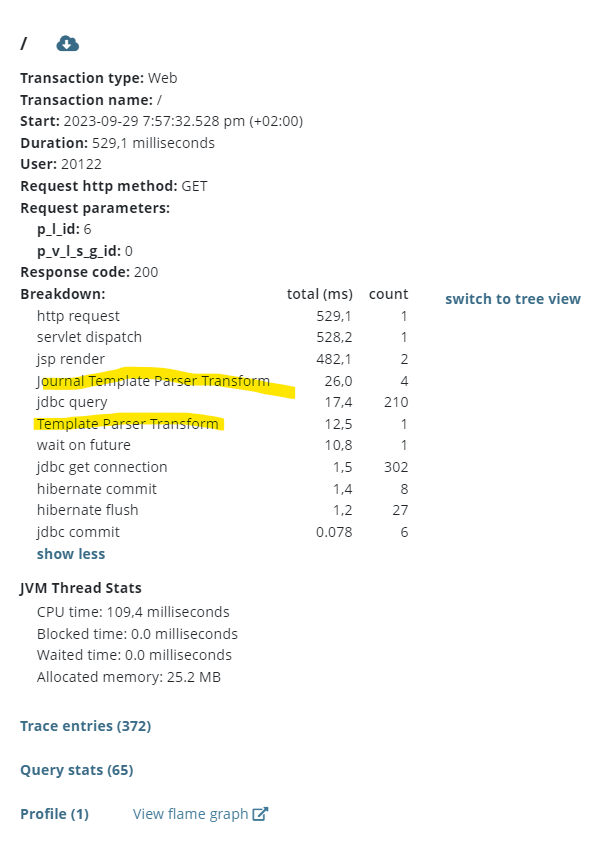 /
Transaction type: Web
Transaction name: /
Start: 2023-09-29 7:57:32.528 pm (+02:00)
Duration: 529,1 milliseconds
User: 20122
Request http method: GET
Request parameters:
p_l_id: 6
p_v_l_s_g_id: 0
Response code: 200
Breakdown: total (ms) count switch to tree view
http request 529,1 1
servlet dispatch 528,2 1
jsp render 482,1 2
Journal Template Parser Transform 26,0 4
jdbc query 17,4 210
Template Parser Transform 12,5 1
wait on future 10,8 1
jdbc get connection 1,5 302
hibernate commit 1,4 8
hibernate flush 1,2 27
jdbc commit 0.078 6
show less
JVM Thread Stats
CPU time: 109,4 milliseconds
Blocked time: 0.0 milliseconds
Waited time: 0.0 milliseconds
Allocated memory: 25.2 MB
Trace entries (372)
Query stats (65)
Profile (1) View flame graph